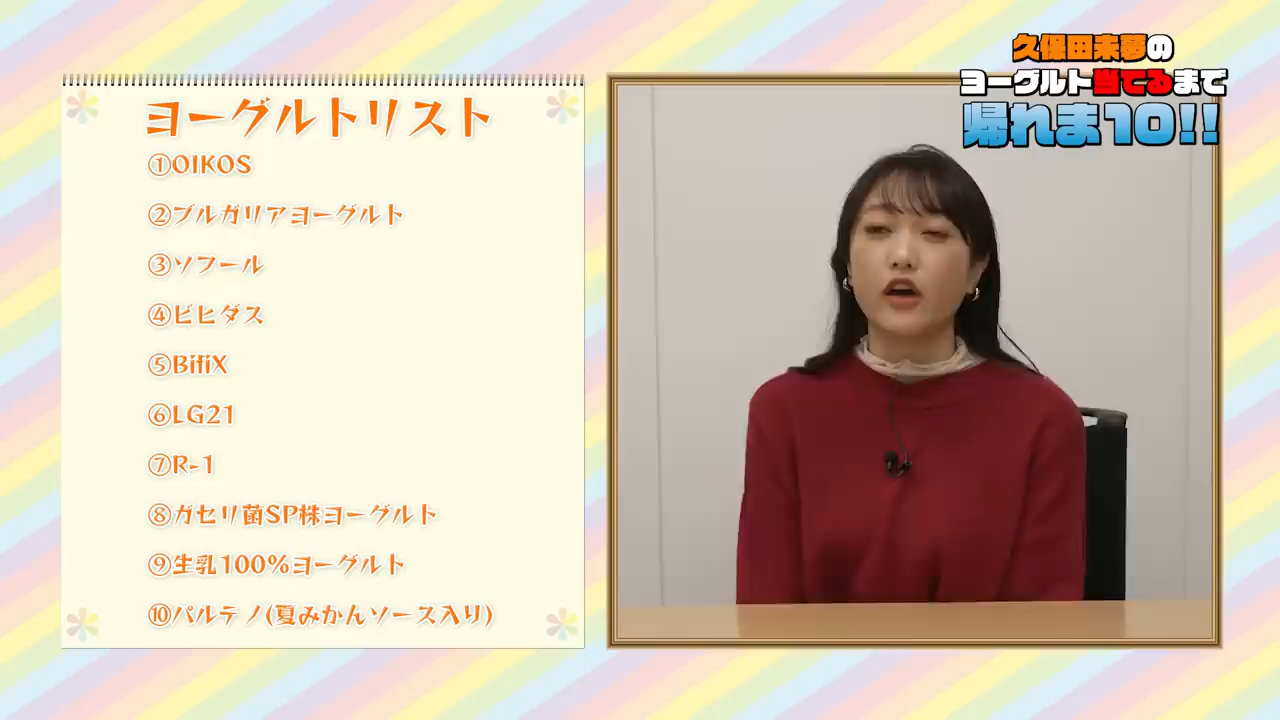 久保田未夢の
ヨーグルト当てるまで
帰れま10!!
ヨーグルトリスト
①OIKOS
②ブルガリアヨーグルト
③ソフール
④ビヒダス
⑤BifiX
⑥LG21
⑦R-1
⑧ガセリ菌SP株ヨーグルト
⑨生乳100%ヨーグルト
⑩パルテノ(夏みかんソース入り)